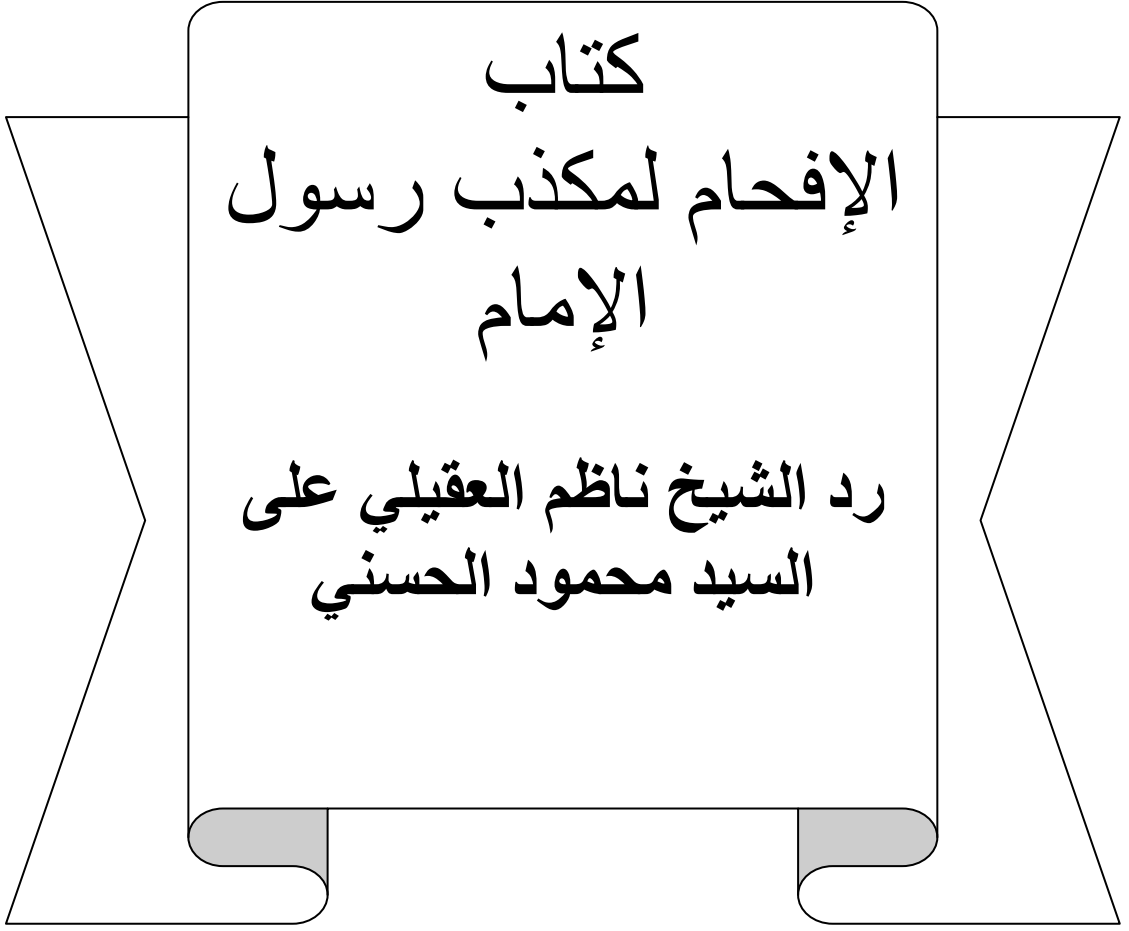 كتاب
الإفحام لمكذب رسول
الإمام
رد الشيخ ناظم العقيلي على
السيد محمود الحسني